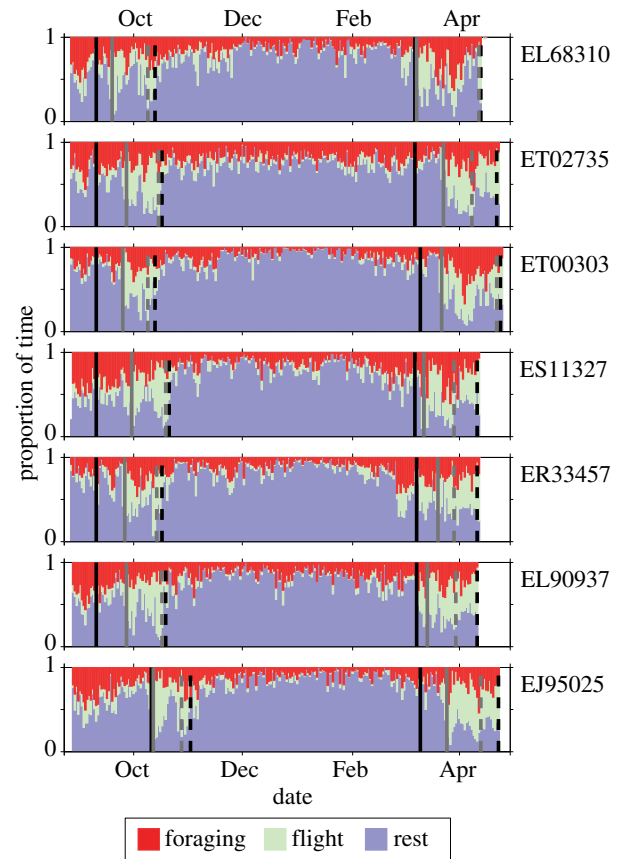 Oct Dec Feb Apr
1
0
EL68310
1
0
ET02735
1
0
ET00303
1
0
ES11327
1
0
ER33457
1
0
EL90937
1
0
EJ95025
proportion of time
Oct Dec Feb Apr
date
foraging flight rest